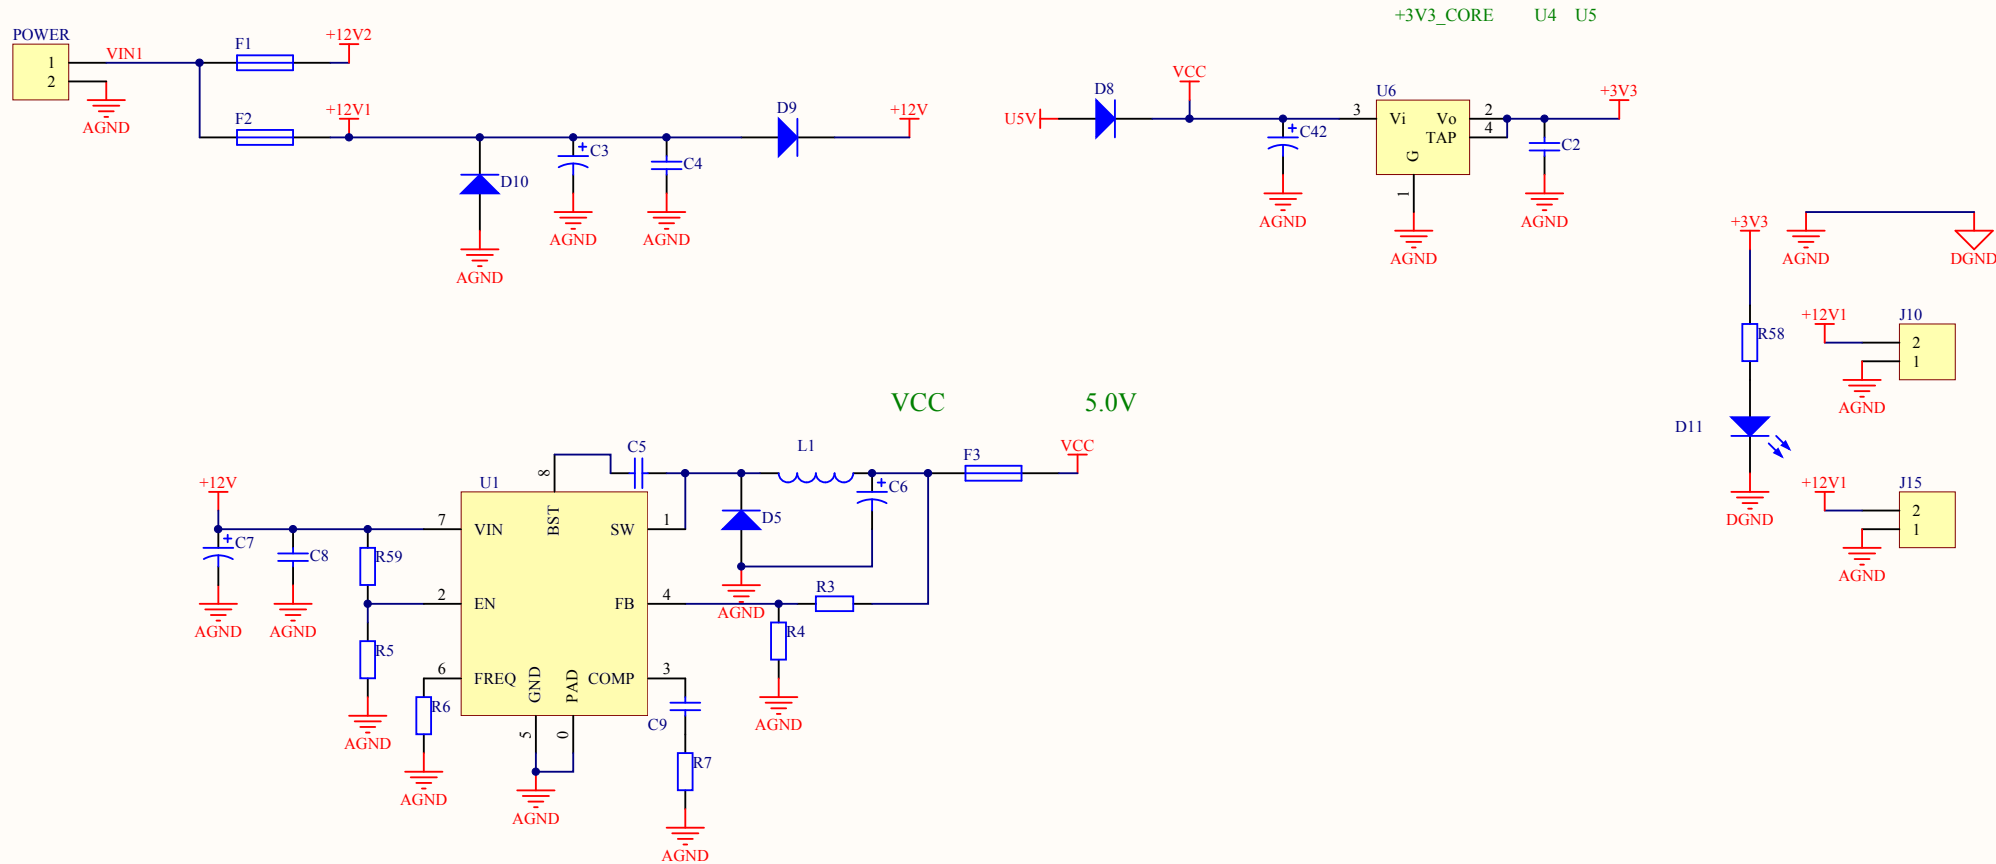 +3V3_CORE U4 U5
POWER
1
2
VIN1
AGND
F1
+12V2
F2
+12V1
D10
AGND
C3
AGND
C4
AGND
D9
+12V
U5V
D8
VCC
C42
AGND
U6
3 Vi Vo 2
TAP 4
G
1
AGND
C2
AGND
+3V3
+3V3
R58
D11
DGND
AGND
DGND
+12V1
J10
2
1
AGND
+12V1
J15
2
1
AGND
VCC 5.0V
+12V
C7
AGND
C8
AGND
R59
R5
AGND
R6
AGND
U1
7 VIN
2 EN
6 FREQ
8
BST
SW 1
FB 4
COMP 3
GND
PAD
5
0
AGND
C5
L1
D5
AGND
C6
F3
VCC
R3
R4
AGND
C9
R7
AGND